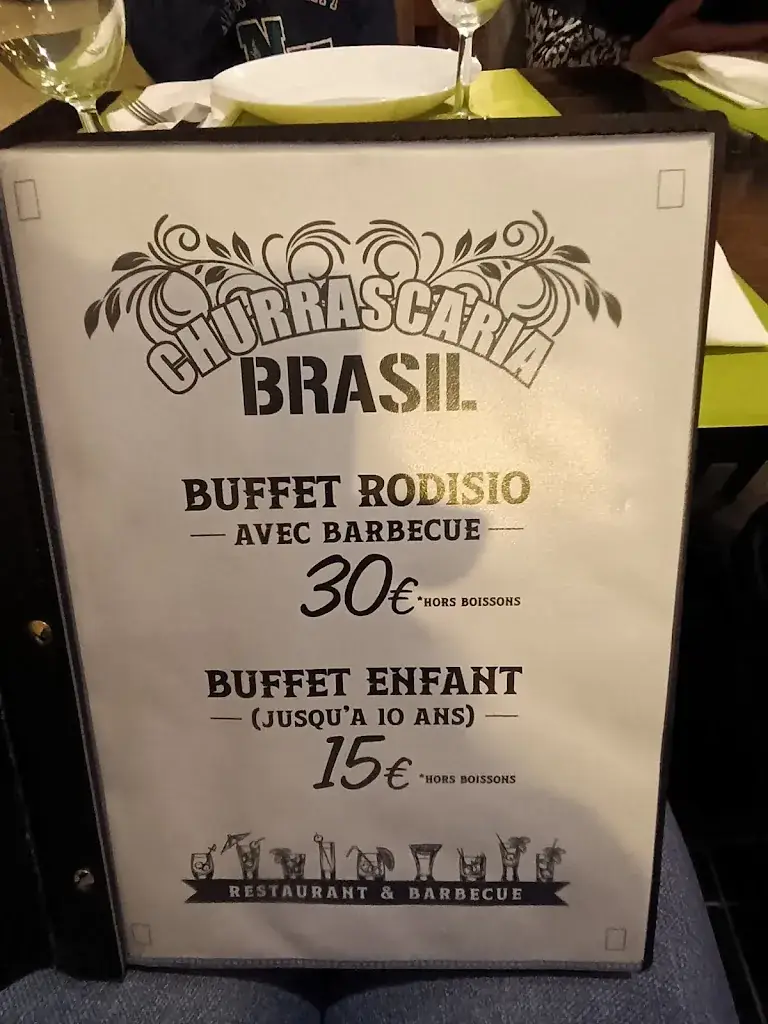 CHURRASCARIA
BRASIL
BUFFET RODISIO
AVEC BARBECUE
30€ *HORS BOISSONS
BUFFET ENFANT
(JUSQU'A 10 ANS)
15€ *HORS BOISSONS
RESTAURANT & BARBECUE